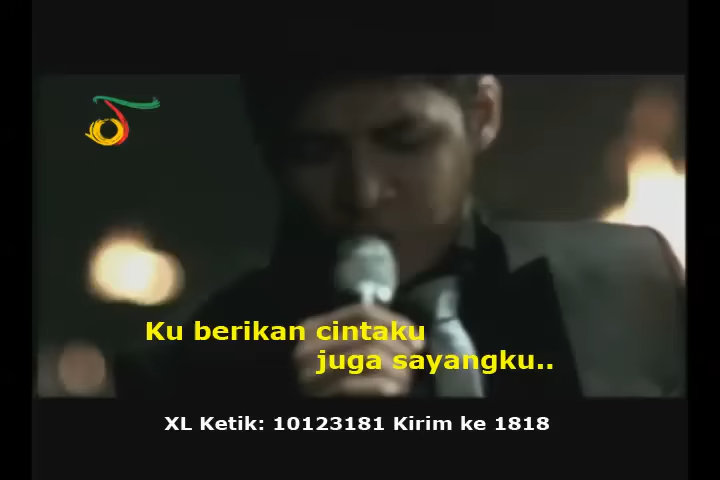 Ku berikan cintaku
juga sayangku..
XL Ketik: 10123181 Kirim ke 1818